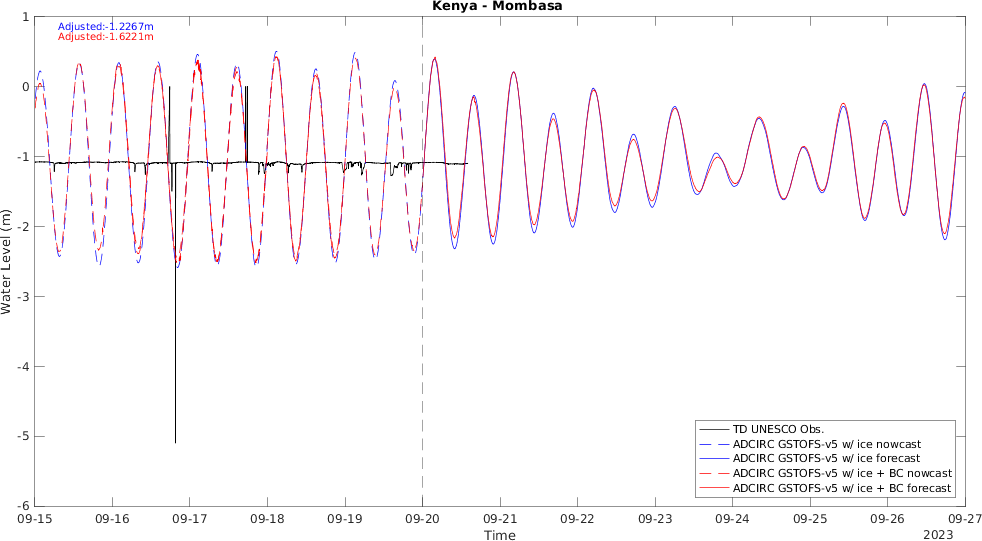 Kenya - Mombasa
Adjusted:-1.2267m
Adjusted:-1.6221m
1
0
-1
-2
-3
-4
-5
-6
Water Level (m)
TD UNESCO Obs.
ADCIRC GSTOFS-v5 w/ ice nowcast
ADCIRC GSTOFS-v5 w/ ice forecast
ADCIRC GSTOFS-v5 w/ ice + BC nowcast
ADCIRC GSTOFS-v5 w/ ice + BC forecast
09-15 09-16 09-17 09-18 09-19 09-20 09-21 09-22 09-23 09-24 09-25 09-26 09-27
Time
2023